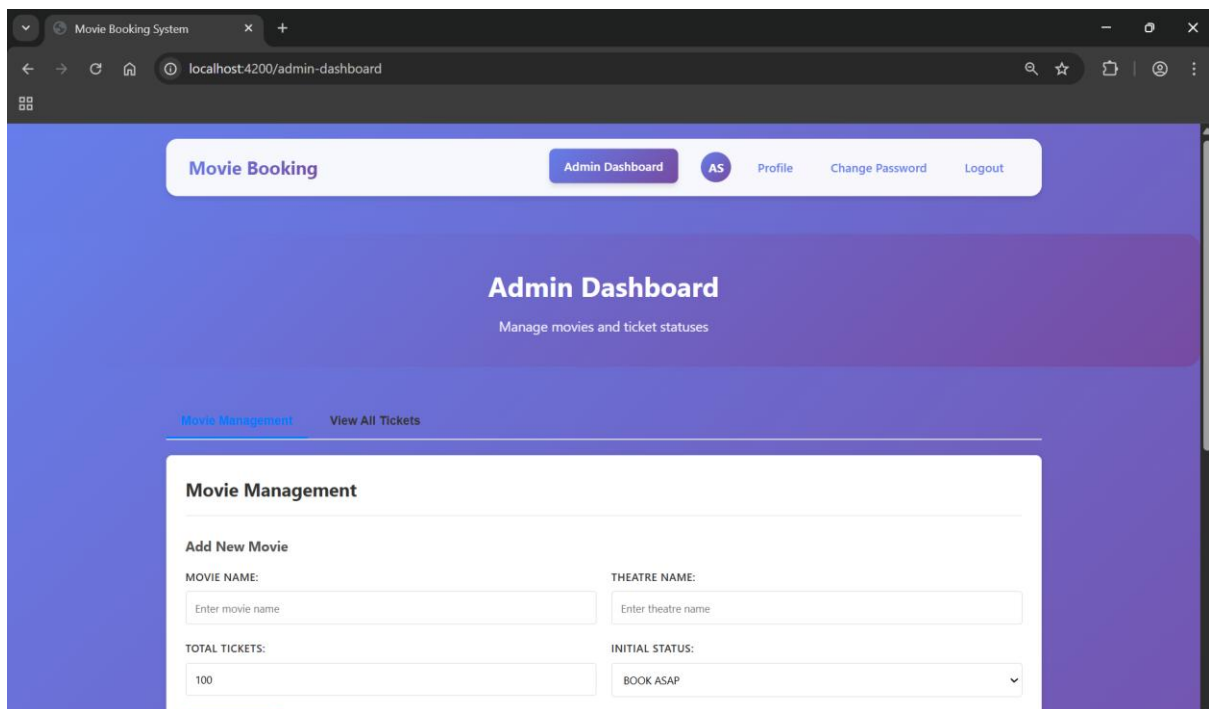 Movie Booking System
localhost:4200/admin-dashboard
Movie Booking
Admin Dashboard
AS
Profile
Change Password
Logout
Admin Dashboard
Manage movies and ticket statuses
Movie Management
View All Tickets
Movie Management
Add New Movie
MOVIE NAME:
THEATRE NAME:
Enter movie name
Enter theatre name
TOTAL TICKETS:
INITIAL STATUS:
100
BOOK ASAP